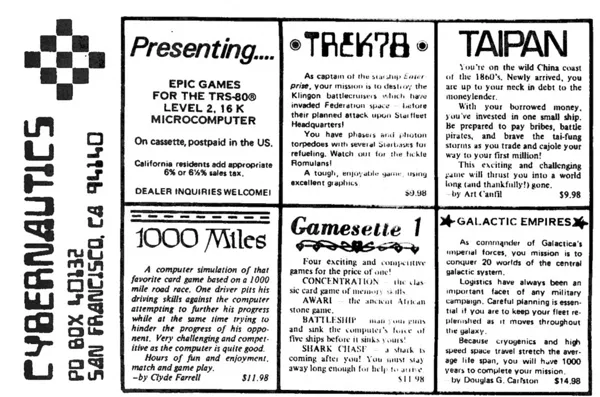 CYBERNAUTICS
PO BOX 40132
SAN FRANCISCO, CA 94140
Presenting....
EPIC GAMES
FOR THE TRS-80®
LEVEL 2, 16 K
MICROCOMPUTER
On cassette, postpaid in the US.
California residents add appropriate
6% or 6½% sales tax.
DEALER INQUIRIES WELCOME!
TREK78
As captain of the starship Enter
prise, your mission is to destroy the
Klingon battlecruisers which have
invaded Federation space before
their planned attack upon Starfleet
Headquarters!
You have phasers and photon
torpedoes with several Starbases for
refueling. Watch out for the fickle
Romulans!
A tough, enjoyable game, using
excellent graphics.
$9.98
TAIPAN
You're on the wild China coast
of the 1860's. Newly arrived, you
are up to your neck in debt to the
moneylender.
With your borrowed money,
you've invested in one small ship.
Be prepared to pay bribes, battle
pirates, and brave the tai-fung
storms as you trade and cajole your
way to your first million!
This exciting and challenging
game will thrust you into a world
long (and thankfully!) gone.
-by Art Canfil $9.98
1000 Miles
A computer simulation of that
favorite card game based on a 1000
mile road race. One driver pits his
driving skills against the computer
attempting to further his progress
while at the same time trying to
hinder the progress of his oppo-
nent. Very challenging and compet-
itive as the computer is quite good.
Hours of fun and enjoyment,
match and game play.
-by Clyde Farrell $11.98
Gamesette 1
Four exciting and competitive
games for the price of one!
CONCENTRATION the clas-
sic card game of memory skills.
AWARI the ancient African
stone game.
BATTLESHIP man your guns
and sink the computer's force of
five ships before it sinks yours!
SHARK CHASE a shark is
coming after you! You must stay
away long enough for help to arrive.
$11.98
GALACTIC EMPIRES
As commander of Galactica's
imperial forces, you mission is to
conquer 20 worlds of the central
galactic system.
Logistics have always been an
important facet of any military
campaign. Careful planning is essen-
tial if you are to keep your fleet re-
plenished as it moves throughout
the galaxy.
Because cryogenics and high
speed space travel stretch the aver-
age life span, you will have 1000
years to complete your mission.
by Douglas G. Carlston $14.98